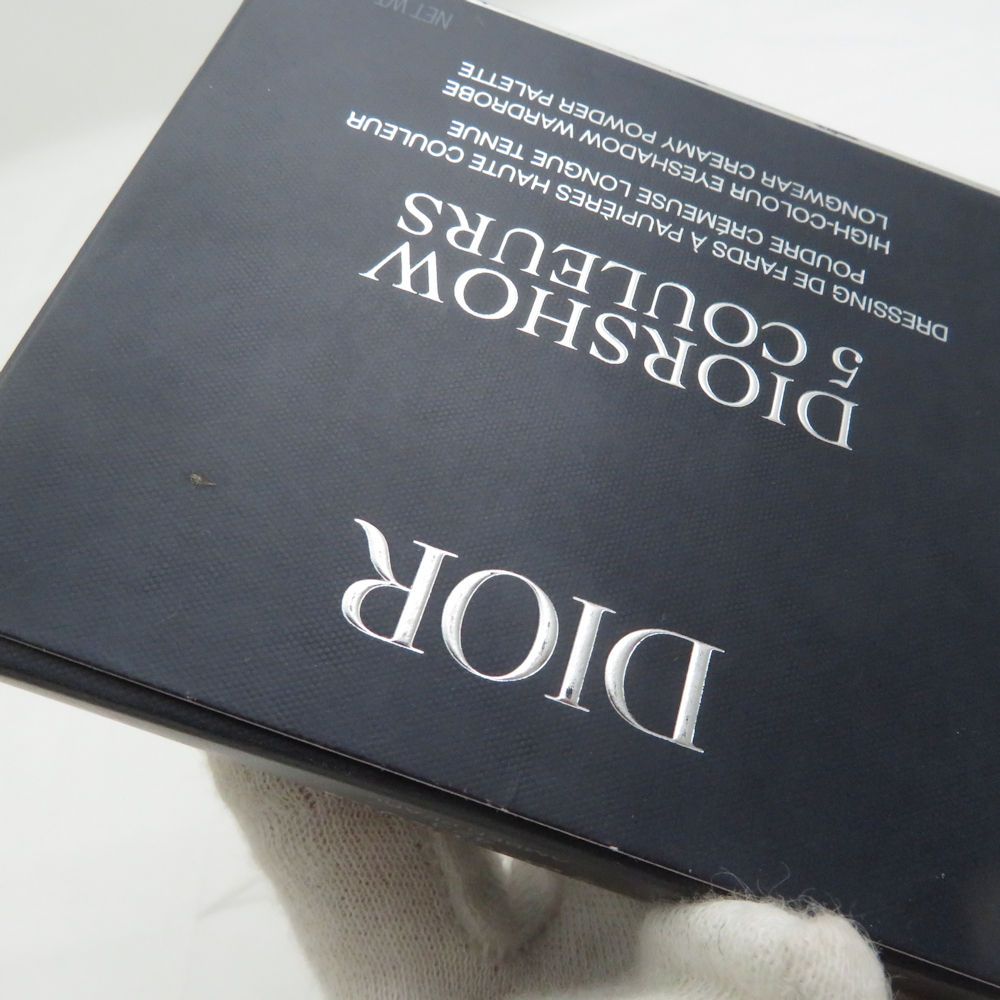 DIOR
DIORSHOW
5 COULEURS
DRESSING DE FARDS À PAUPIÈRES HAUTE COULEUR
POUDRE CRÉMEUSE LONGUE TENUE
HIGH-COLOUR EYESHADOW WARDROBE
LONGWEAR CREAMY POWDER PALETTE
NET WT